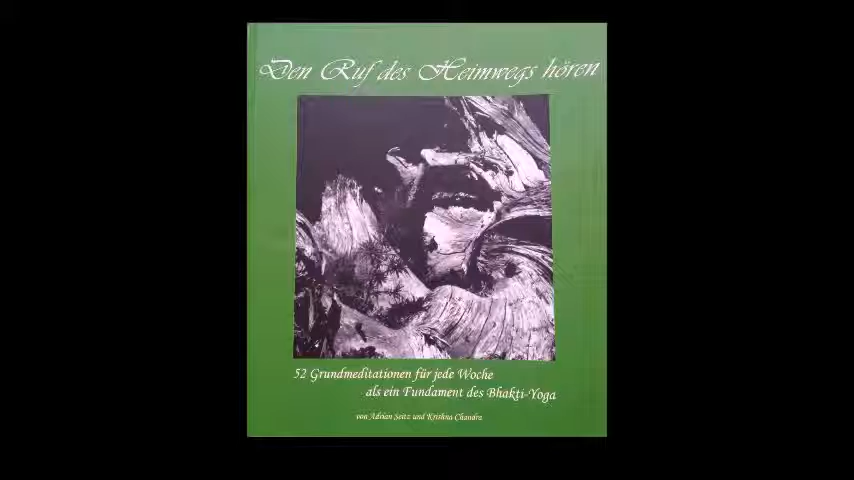 Den Ruf des Heimwegs hören
52 Grundmeditationen für jede Woche
als ein Fundament des Bhakti-Yoga
von Adrian Seitz und Krishna Chandra